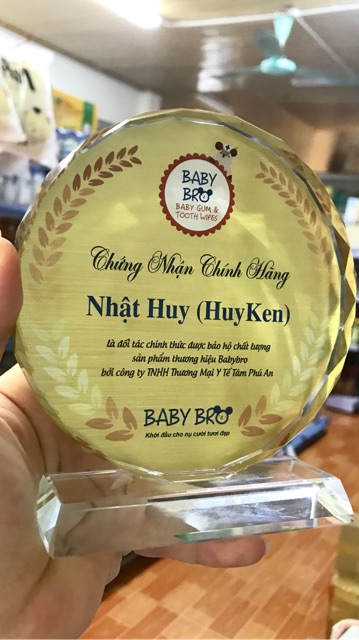 BABY
BRO
BABY GUM &
TOOTH WIPES
Chứng Nhận Chính Hãng
Nhật Huy (HuyKen)
là đối tác chính thức được bảo hộ chất lượng
sản phẩm thương hiệu Babybro
bởi công ty TNHH Thương Mại Y Tế Tâm Phú An
BABY BRO
Khởi đầu cho nụ cười tươi đẹp